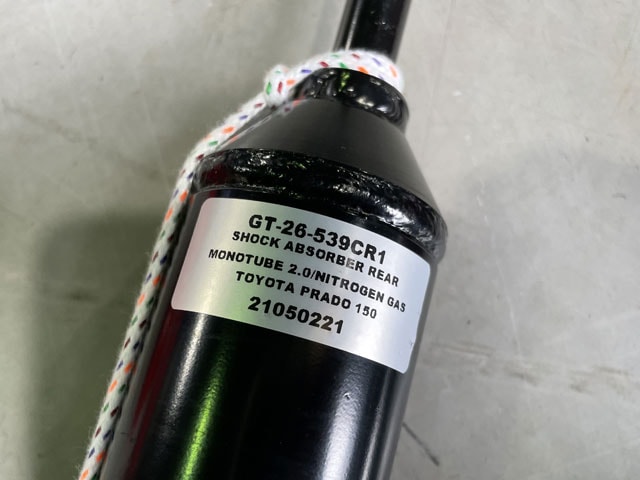 GT-26-539CR1
SHOCK ABSORBER REAR
MONOTUBE 2.0/NITROGEN GAS
TOYOTA PRADO 150
21050221